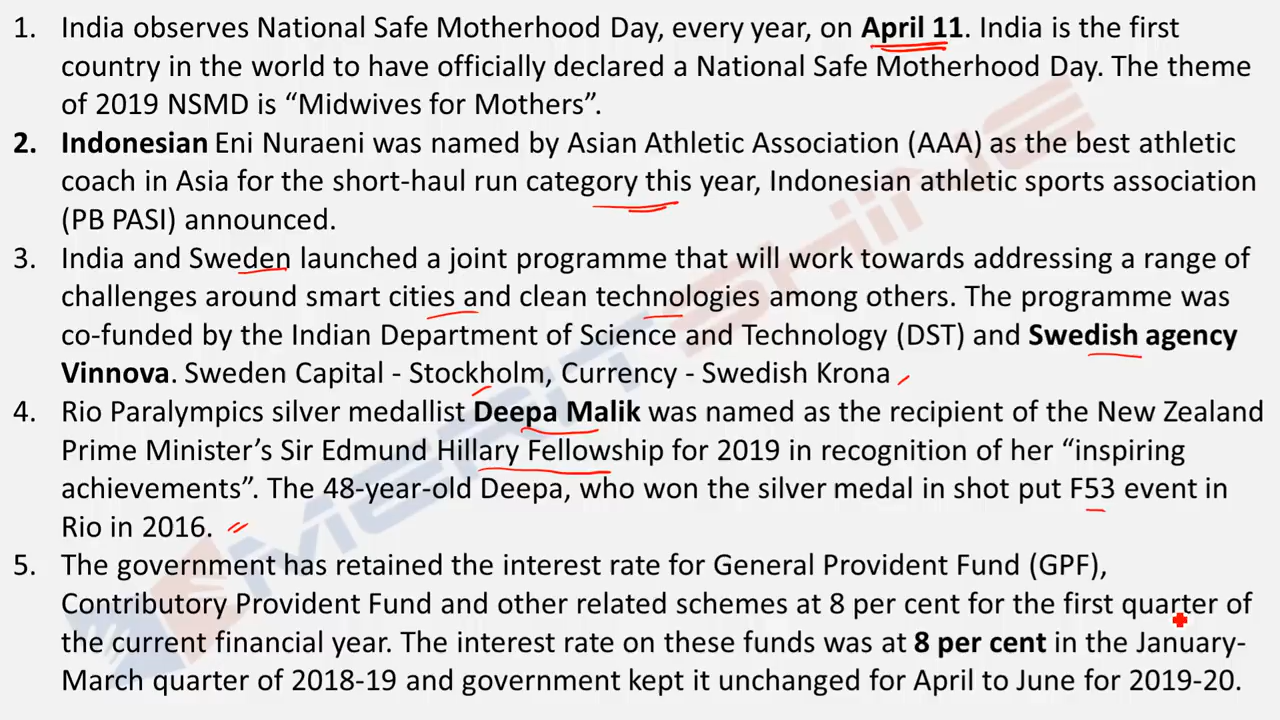 1. India observes National Safe Motherhood Day, every year, on April 11. India is the first
country in the world to have officially declared a National Safe Motherhood Day. The theme
of 2019 NSMD is “Midwives for Mothers”.
2. Indonesian Eni Nuraeni was named by Asian Athletic Association (AAA) as the best athletic
coach in Asia for the short-haul run category this year, Indonesian athletic sports association
(PB PASI) announced.
3. India and Sweden launched a joint programme that will work towards addressing a range of
challenges around smart cities and clean technologies among others. The programme was
co-funded by the Indian Department of Science and Technology (DST) and Swedish agency
Vinnova. Sweden Capital - Stockholm, Currency - Swedish Krona
4. Rio Paralympics silver medallist Deepa Malik was named as the recipient of the New Zealand
Prime Minister’s Sir Edmund Hillary Fellowship for 2019 in recognition of her “inspiring
achievements”. The 48-year-old Deepa, who won the silver medal in shot put F53 event in
Rio in 2016.
5. The government has retained the interest rate for General Provident Fund (GPF),
Contributory Provident Fund and other related schemes at 8 per cent for the first quarter of
the current financial year. The interest rate on these funds was at 8 per cent in the January-
March quarter of 2018-19 and government kept it unchanged for April to June for 2019-20.
MERITSHINE